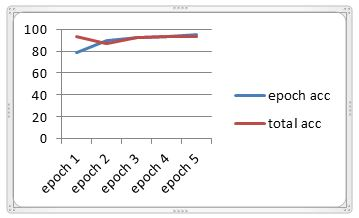 100
80
60
40
20
0
epoch 1
epoch 2
epoch 3
epoch 4
epoch 5
epoch acc
total acc